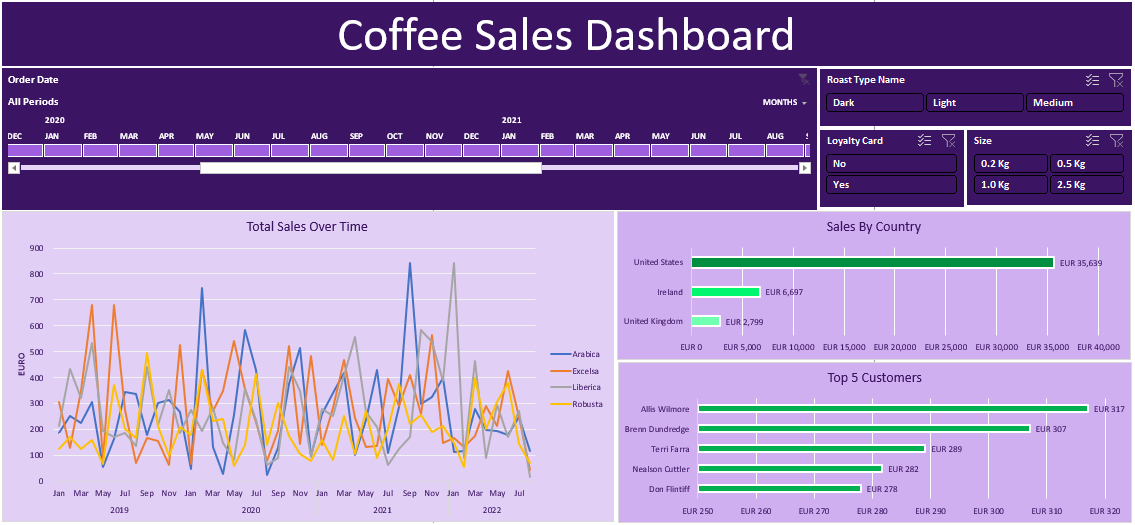 Coffee Sales Dashboard
Order Date
All Periods
MONTHS
2020 2021
DEC JAN FEB MAR APR MAY JUN JUL AUG SEP OCT NOV JAN FEB MAR APR MAY JUN JUL AUG
Roast Type Name
Dark Light Medium
Loyalty Card
No
Yes
Size
0.2 Kg 0.5 Kg
1.0 Kg 2.5 Kg
Total Sales Over Time
900
800
700
600
500
400
300
200
100
0
EURO
Jan Mar May Jul Sep Nov Jan Mar May Jul Sep Nov Jan Mar May Jul Sep Nov Jan Mar May Jul
2019 2020 2021 2022
Arabica
Excelsa
Liberica
Robusta
Sales By Country
United States EUR 35,639
Ireland EUR 6,697
United Kingdom EUR 2,799
EUR 0 EUR 5,000 EUR 10,000 EUR 15,000 EUR 20,000 EUR 25,000 EUR 30,000 EUR 35,000 EUR 40,000
Top 5 Customers
Allis Wilmore EUR 317
Brenn Dundredge EUR 307
Terri Farra EUR 289
Nealson Cuttler EUR 282
Don Flintiff EUR 278
EUR 250 EUR 260 EUR 270 EUR 280 EUR 290 EUR 300 EUR 310 EUR 320